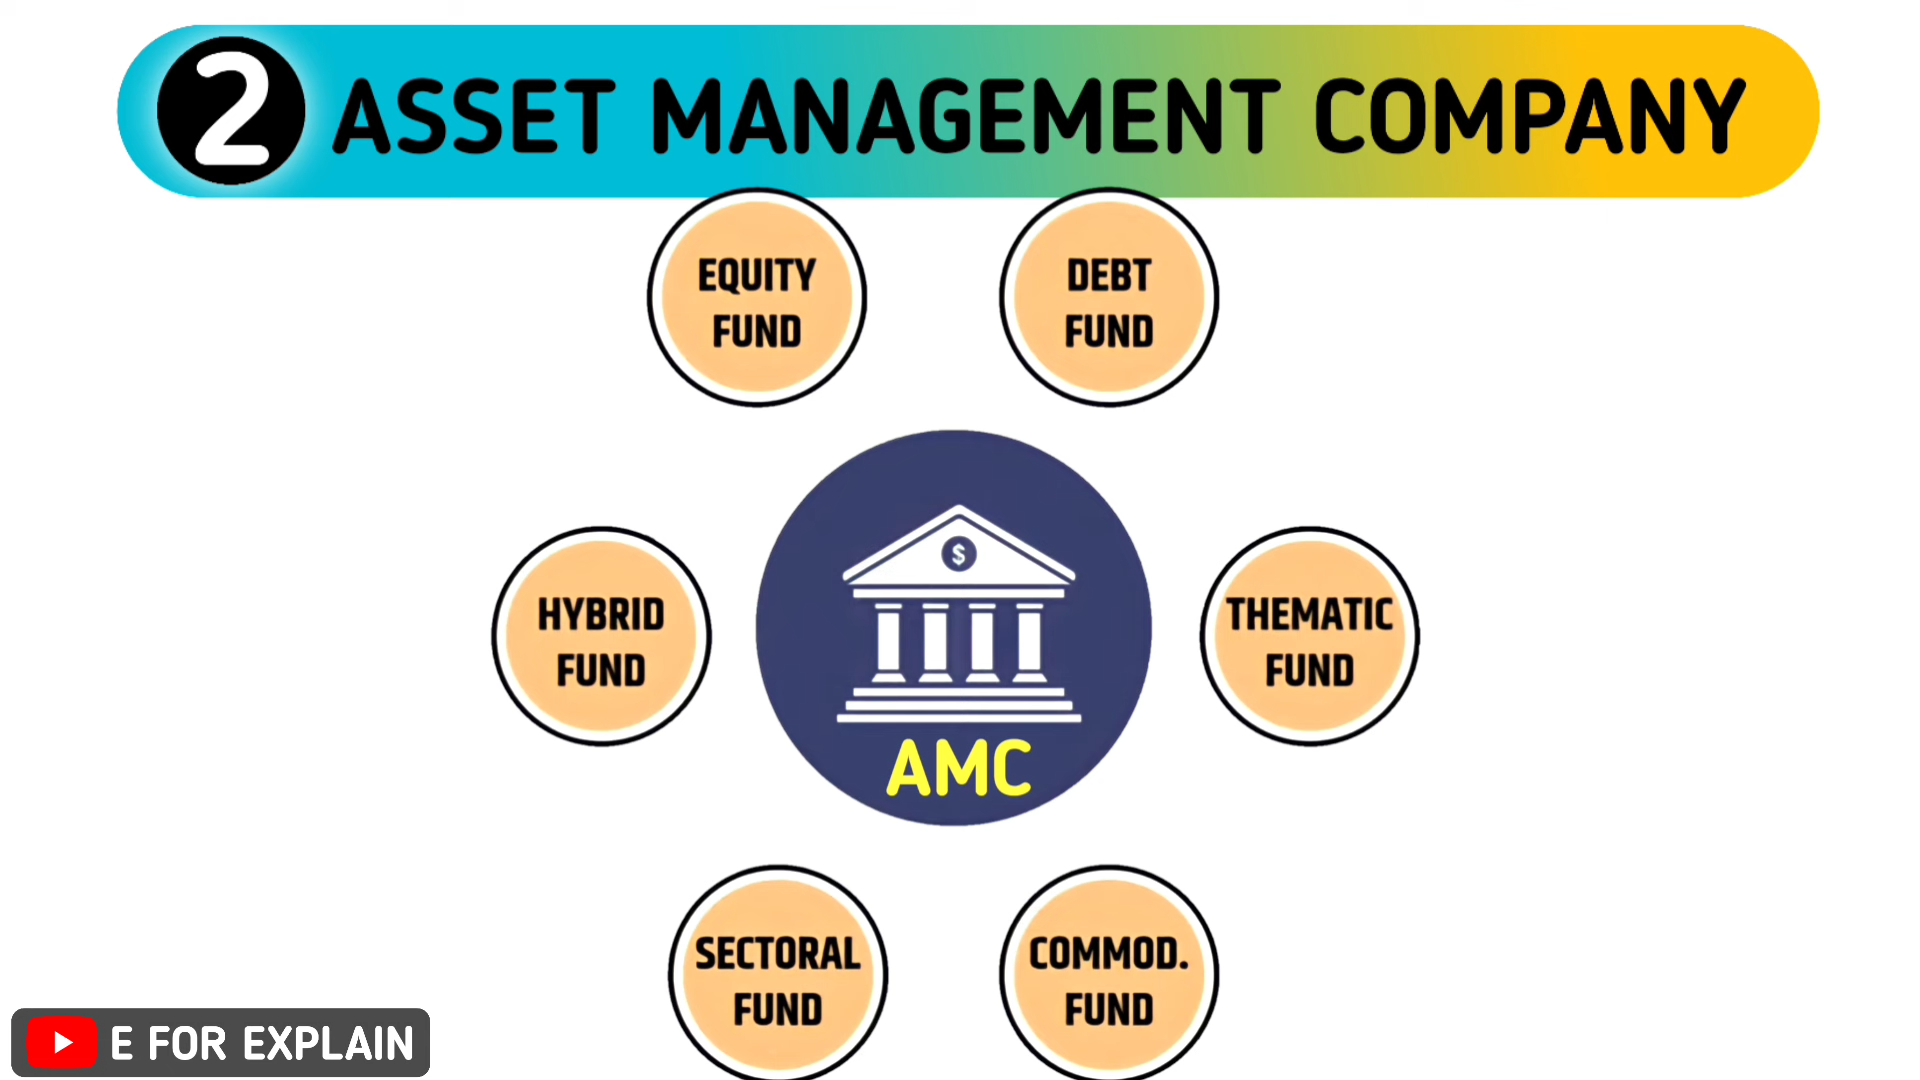 2 ASSET MANAGEMENT COMPANY
EQUITY
FUND
DEBT
FUND
HYBRID
FUND
$
AMC
THEMATIC
FUND
SECTORAL
FUND
COMMOD.
FUND
E FOR EXPLAIN